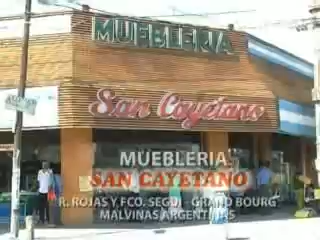 MUEBLERIA
San Cayetano
MUEBLERIA
SAN CAYETANO
R. ROJAS Y FCO. SEGUI - GRAND BOURG
MALVINAS ARGENTINAS